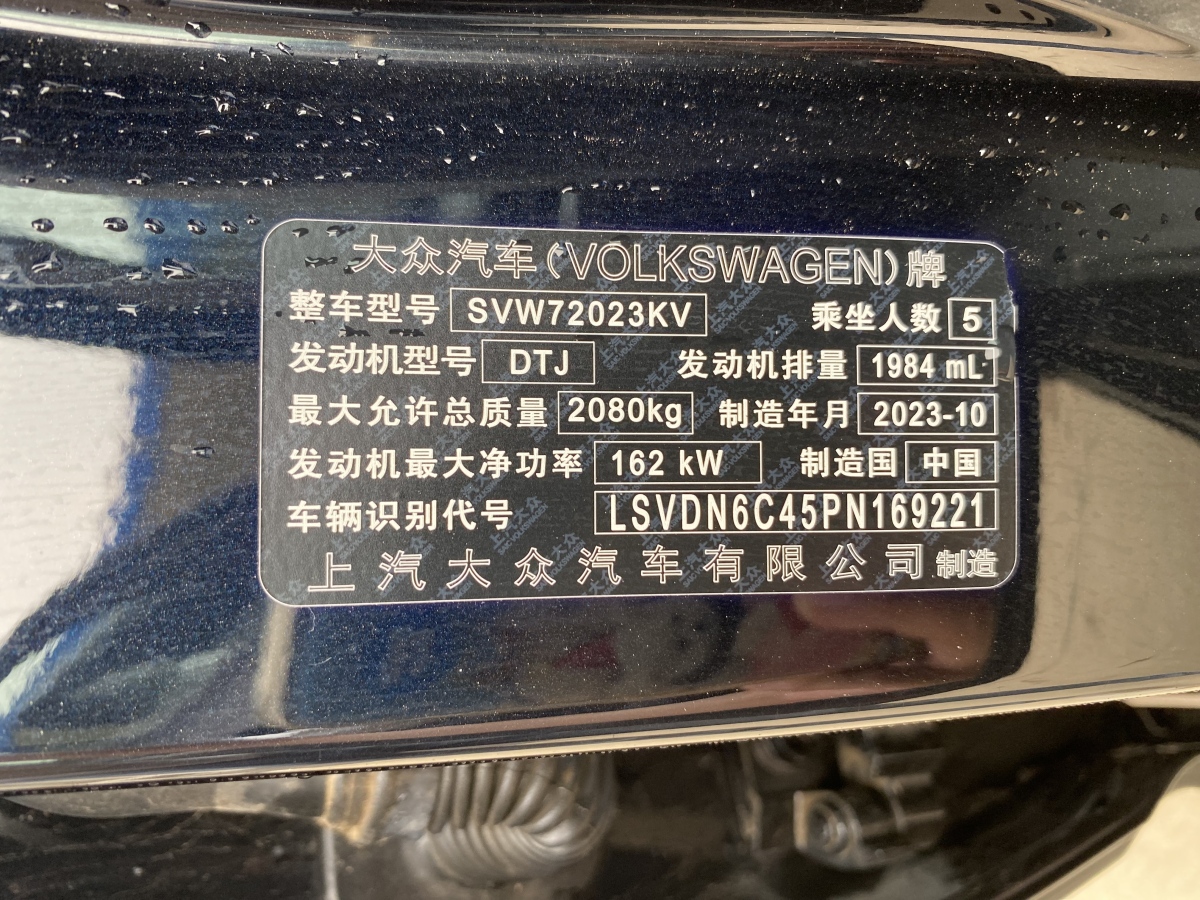 大众汽车(VOLKSWAGEN)牌
整车型号 SVW72023KV 乘坐人数 5
发动机型号 DTJ 发动机排量 1984 mL
最大允许总质量 2080kg 制造年月 2023-10
发动机最大净功率 162 kW 制造国 中国
车辆识别代号 LSVDN6C45PN169221
上汽大众汽车有限公司 制造